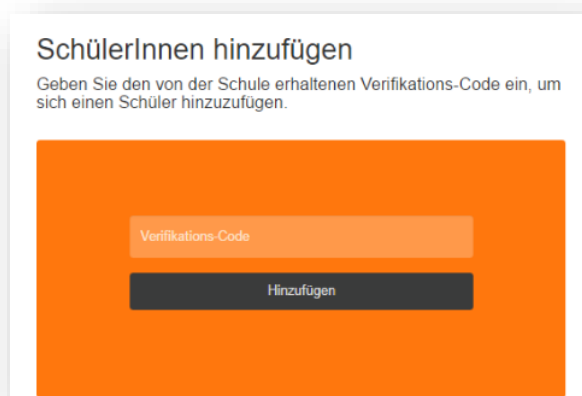 SchülerInnen hinzufügen
Geben Sie den von der Schule erhaltenen Verifikations-Code ein, um
sich einen Schüler hinzuzufügen.
Verifikations-Code
Hinzufügen